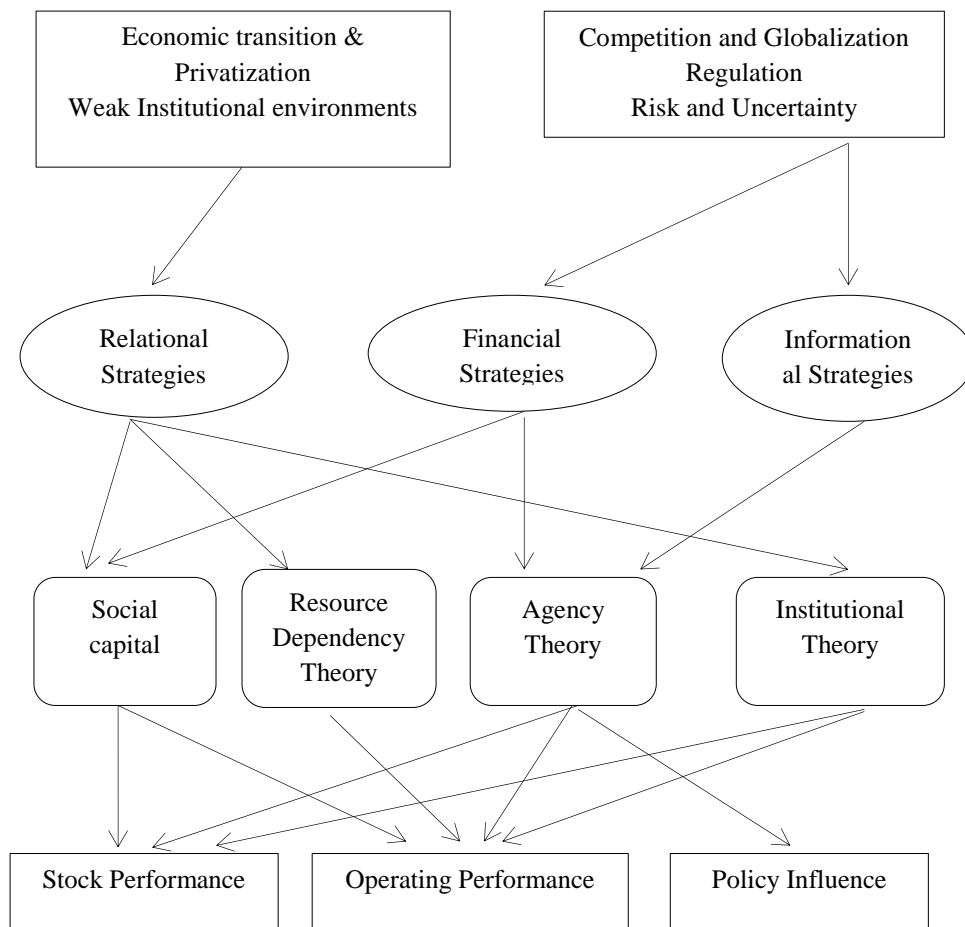 Economic transition &
Privatization
Weak Institutional environments
Competition and Globalization
Regulation
Risk and Uncertainty
Relational
Strategies
Financial
Strategies
Information
al Strategies
Social
capital
Resource
Dependency
Theory
Agency
Theory
Institutional
Theory
Stock Performance
Operating Performance
Policy Influence